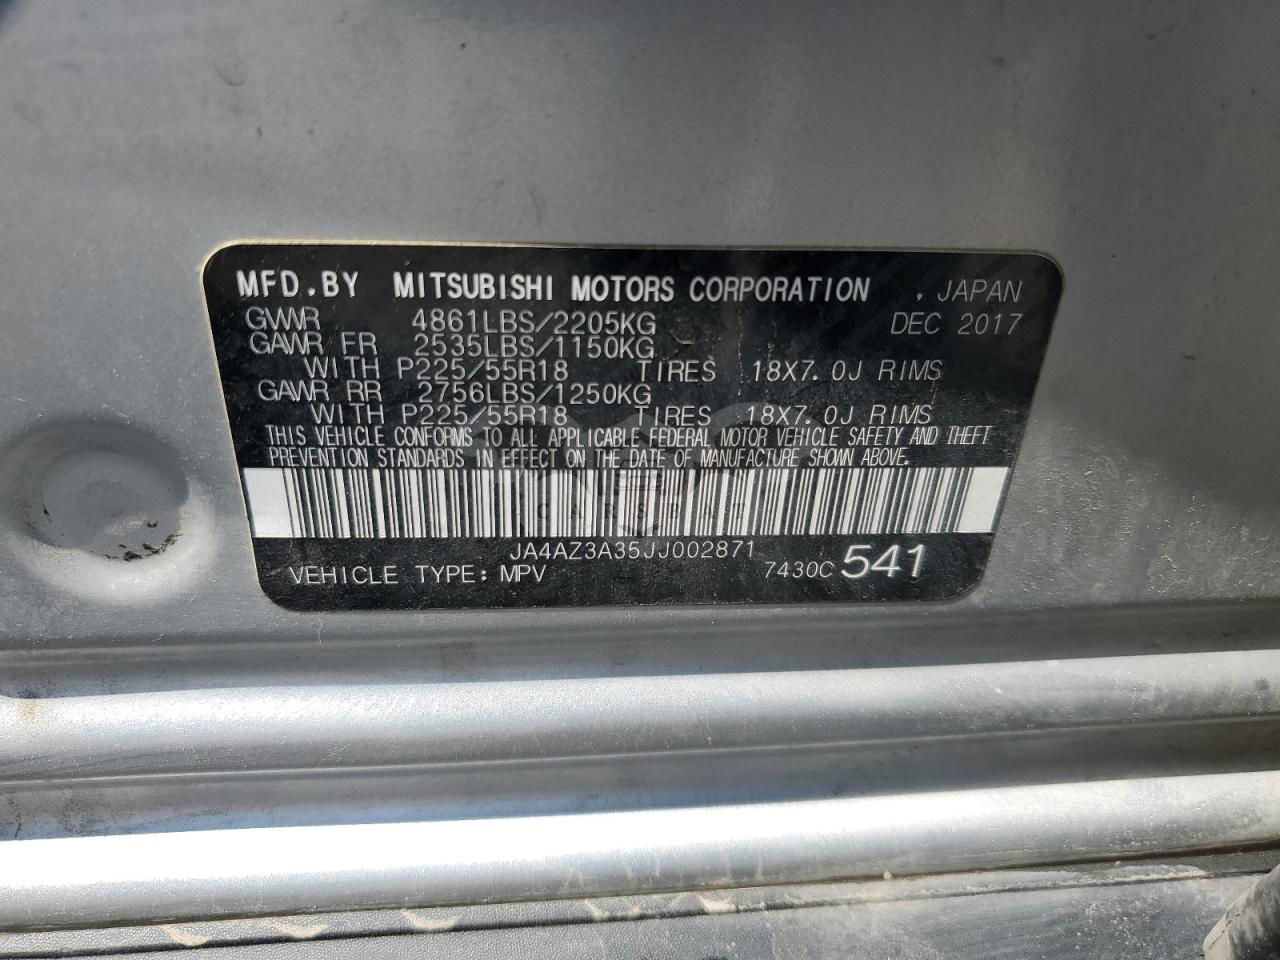 MFD.BY MITSUBISHI MOTORS CORPORATION , JAPAN
GVWR 4861LBS/2205KG DEC 2017
GAWR FR 2535LBS/1150KG
WITH P225/55R18 TIRES 18X7.0J RIMS
GAWR RR 2756LBS/1250KG
WITH P225/55R18 TIRES 18X7.0J RIMS
THIS VEHICLE CONFORMS TO ALL APPLICABLE FEDERAL MOTOR VEHICLE SAFETY AND THEFT
PREVENTION STANDARDS IN EFFECT ON THE DATE OF MANUFACTURE SHOWN ABOVE.
JA4AZ3A35JJ002871
VEHICLE TYPE: MPV 7430C 541